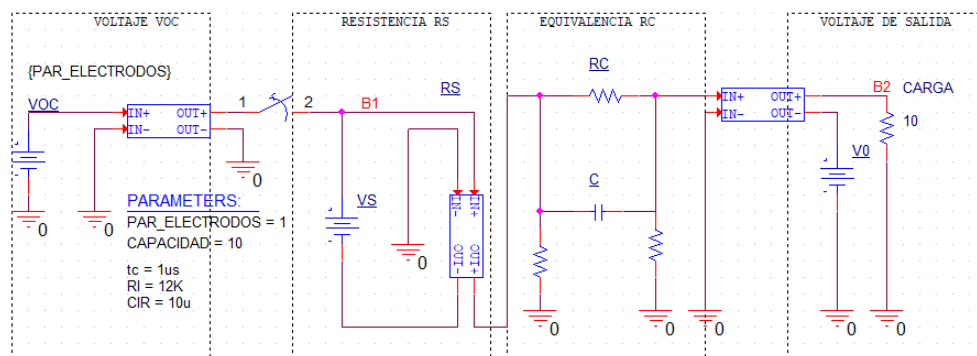 VOLTAJE VOC
RESISTENCIA RS
EQUIVALENCIA RC
VOLTAJE DE SALIDA
{PAR_ELECTRODOS}
VOC
IN+ OUT+
IN- OUT-
1
2
B1
RS
RC
IN+ OUT+
IN- OUT-
B2
CARGA
10
V0
0
0
0
PARAMETERS:
PAR_ELECTRODOS = 1
CAPACIDAD = 10
tc = 1us
RI = 12K
CIR = 10u
VS
IN- IN+
OUT- OUT+
0
C
0
0
0
0
0